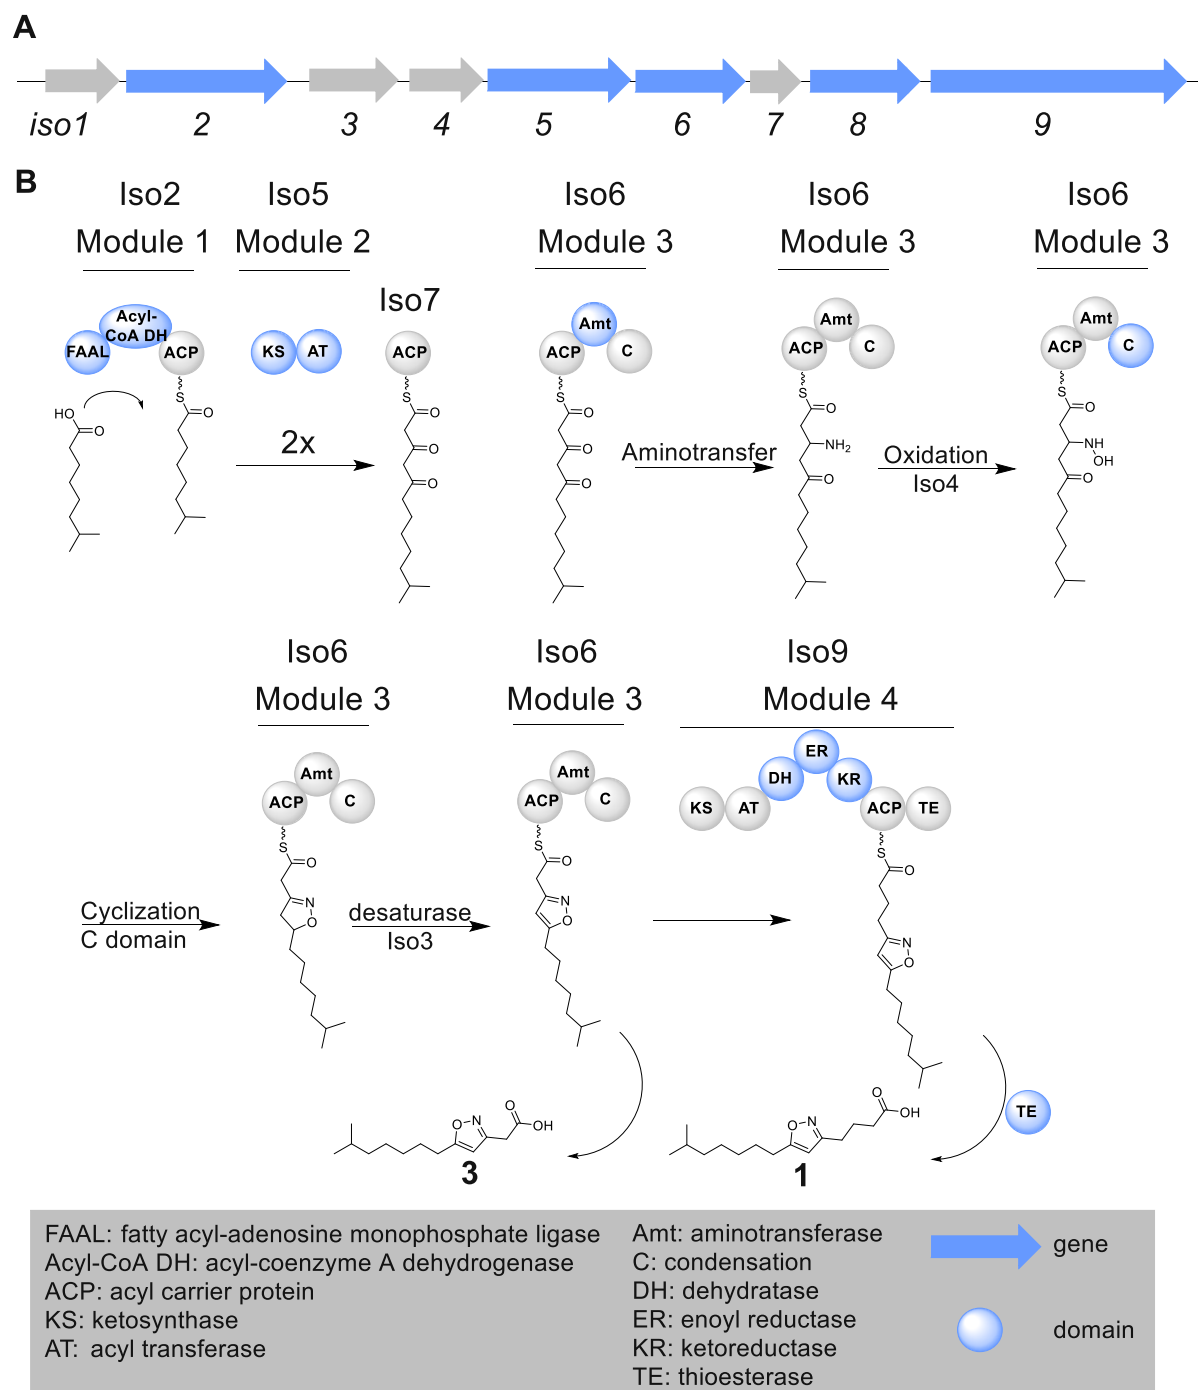 A
iso1 2 3 4 5 6 7 8 9
B
Iso2 Iso5 Iso6 Iso6 Iso6
Module 1 Module 2 Module 3 Module 3 Module 3
Iso7
Acyl-
CoA DH
FAAL ACP KS AT ACP
Amt
ACP C
Amt
ACP C
Amt
ACP C
HO O
S O
2x
S O
O
O
S O
O
O
Aminotransfer
S O
NH2
O
Oxidation
Iso4
S O
NH
OH
O
Iso6 Iso6 Iso9
Module 3 Module 3 Module 4
Amt
ACP C
Amt
ACP C
ER
DH KR
KS AT ACP TE
Cyclization
C domain
S O
N
O
desaturase
Iso3
S O
N
O
S O
N
O
O N O OH
3
O N O OH
1
TE
FAAL: fatty acyl-adenosine monophosphate ligase
Acyl-CoA DH: acyl-coenzyme A dehydrogenase
ACP: acyl carrier protein
KS: ketosynthase
AT: acyl transferase
Amt: aminotransferase
C: condensation
DH: dehydratase
ER: enoyl reductase
KR: ketoreductase
TE: thioesterase
gene
domain